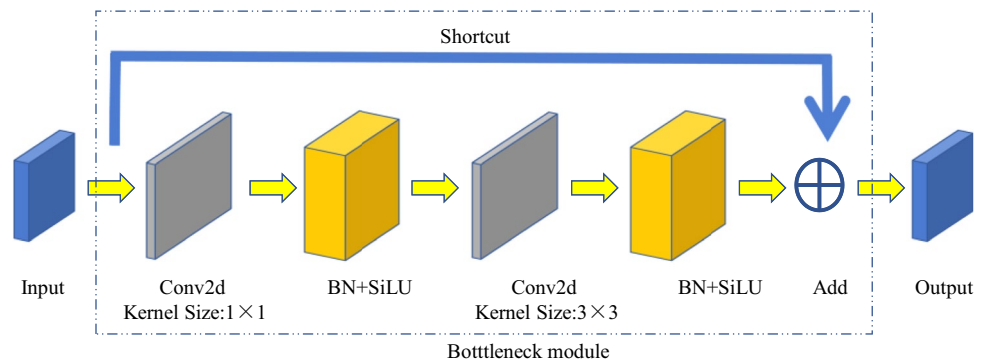 Shortcut
Input
Conv2d
Kernel Size:1×1
BN+SiLU
Conv2d
Kernel Size:3×3
BN+SiLU
Add
Output
Botttleneck module